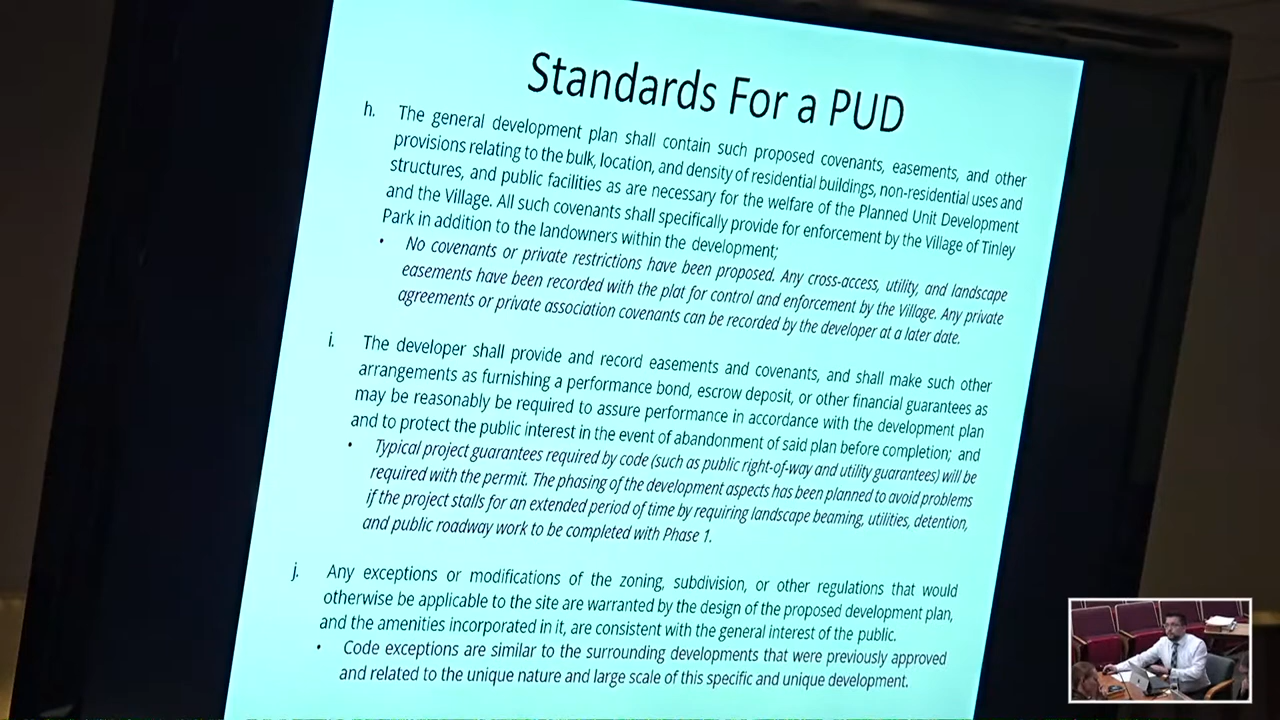 Standards For a PUD
h. The general development plan shall contain such proposed covenants, easements, and other
provisions relating to the bulk, location, and density of residential buildings, non-residential uses and
structures, and public facilities as are necessary for the welfare of the Planned Unit Development
and the Village. All such covenants shall specifically provide for enforcement by the Village of Tinley
Park in addition to the landowners within the development;
• No covenants or private restrictions have been proposed. Any cross-access, utility, and landscape
easements have been recorded with the plat for control and enforcement by the Village. Any private
agreements or private association covenants can be recorded by the developer at a later date.
i. The developer shall provide and record easements and covenants, and shall make such other
arrangements as furnishing a performance bond, escrow deposit, or other financial guarantees as
may be reasonably be required to assure performance in accordance with the development plan
and to protect the public interest in the event of abandonment of said plan before completion; and
• Typical project guarantees required by code (such as public right-of-way and utility guarantees) will be
required with the permit. The phasing of the development aspects has been planned to avoid problems
if the project stalls for an extended period of time by requiring landscape beaming, utilities, detention,
and public roadway work to be completed with Phase 1.
j. Any exceptions or modifications of the zoning, subdivision, or other regulations that would
otherwise be applicable to the site are warranted by the design of the proposed development plan,
and the amenities incorporated in it, are consistent with the general interest of the public.
• Code exceptions are similar to the surrounding developments that were previously approved
and related to the unique nature and large scale of this specific and unique development.